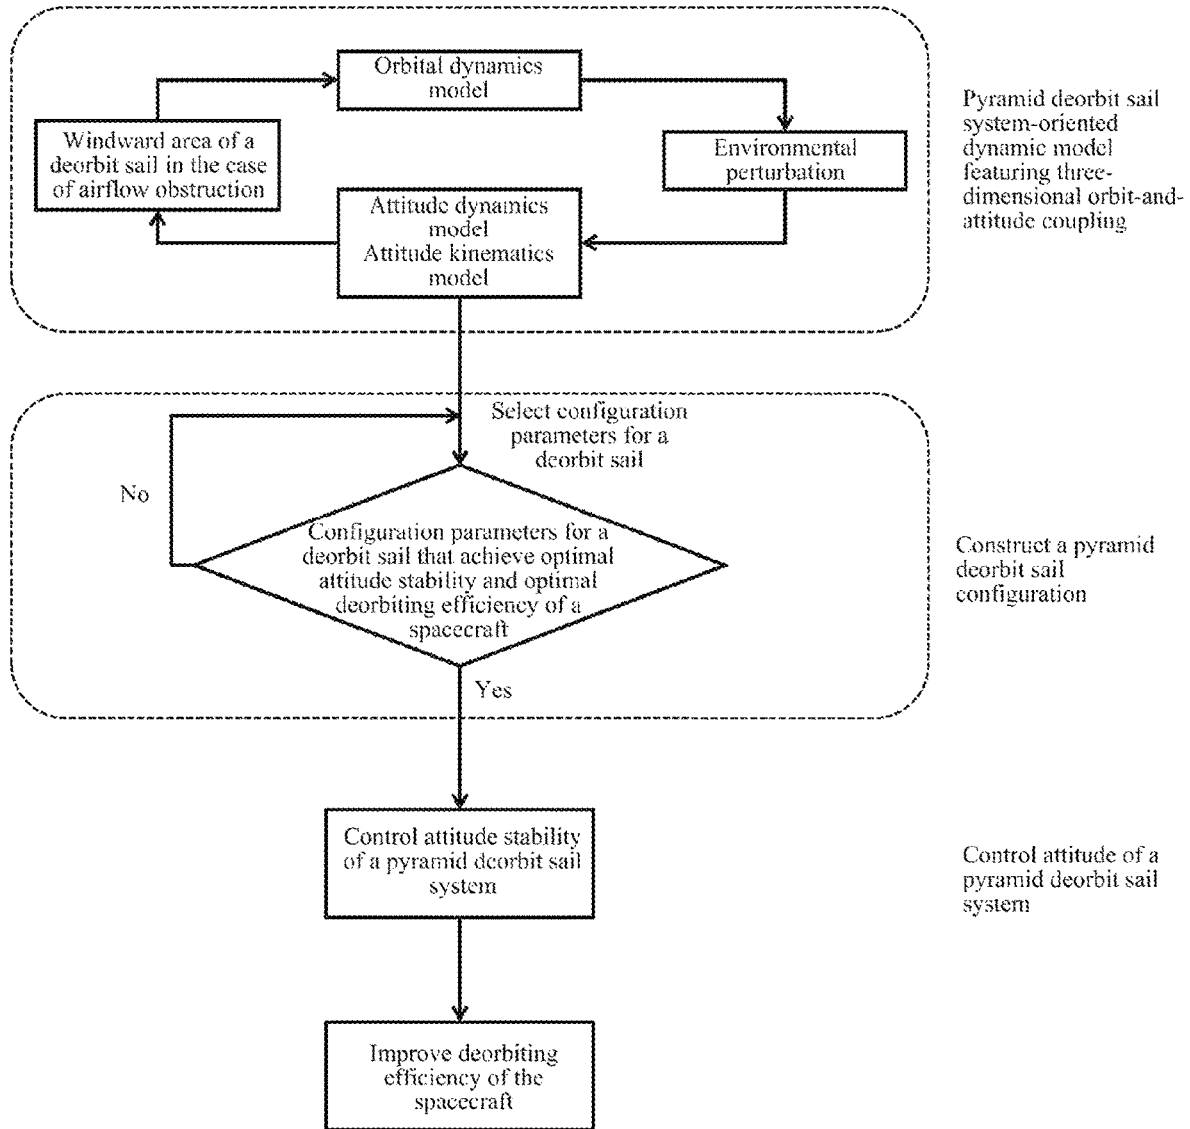 Orbital dynamics
model
Windward area of a
deorbit sail in the case
of airflow obstruction
Environmental
perturbation
Attitude dynamics
model
Attitude kinematics
model
Pyramid deorbit sail
system-oriented
dynamic model
featuring three-
dimensional orbit-and-
attitude coupling
Select configuration
parameters for a
deorbit sail
No
Configuration parameters for a
deorbit sail that achieve optimal
attitude stability and optimal
deorbiting efficiency of a
spacecraft
Yes
Construct a pyramid
deorbit sail
configuration
Control attitude stability
of a pyramid deorbit sail
system
Control attitude of a
pyramid deorbit sail
system
Improve deorbiting
efficiency of the
spacecraft